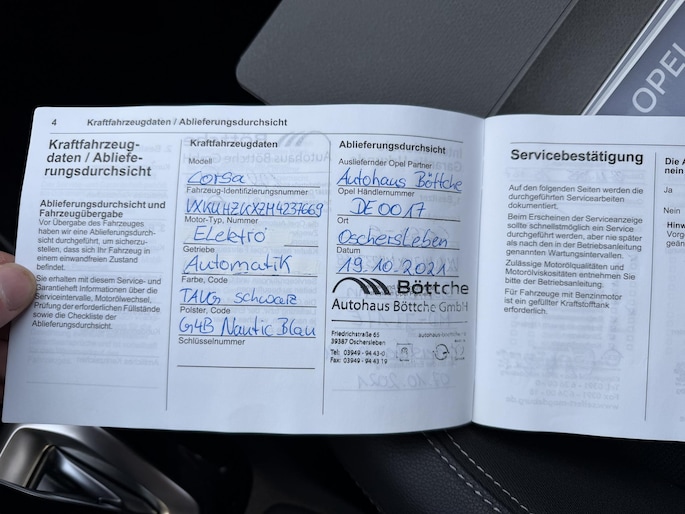 4 Kraftfahrzeugdaten / Ablieferungsdurchsicht
Kraftfahrzeug-
daten / Abliefe-
rungsdurchsicht
Ablieferungsdurchsicht und
Fahrzeugübergabe
Vor Übergabe des Fahrzeuges
haben wir eine Ablieferungsdurch-
sicht durchgeführt, um sicherzu-
stellen, dass sich Ihr Fahrzeug in
einem einwandfreien Zustand
befindet.
Sie erhalten mit diesem Service- und
Garantieheft Informationen über die
Serviceintervalle, Motorölwechsel,
Prüfung der erforderlichen Füllstände
sowie die Checkliste der
Ablieferungsdurchsicht.
Kraftfahrzeugdaten
Modell
Corsa
Fahrzeug-Identifizierungsnummer
Motor-Typ, Nummer
Elektro
Getriebe
Automatik
Farbe, Code
schwarz
Polster, Code
G4B Nautic Blau
Schlüsselnummer
Ablieferungsdurchsicht
Ausliefernder Opel Partner
Autohaus Böttche
Opel Händlernummer
DE0017
Ort
Oschersleben
Datum
19.10.2021
Böttche
Autohaus Böttche GmbH
Friedrichstraße 65
39387 Oschersleben
Tel: 03949 - 94 43-0
Fax: 03949 - 94 43 19
Servicebestätigung
Auf den folgenden Seiten werden die
durchgeführten Servicearbeiten
dokumentiert.
Beim Erscheinen der Serviceanzeige
sollte schnellstmöglich ein Service
durchgeführt werden, aber nie später
als nach den in der Betriebsanleitung
genannten Wartungsintervallen.
Zulässige Motorölqualitäten und
Motorölviskositäten entnehmen Sie
bitte der Betriebsanleitung.
Für Fahrzeuge mit Benzinmotor
ist ein gefüllter Kraftstofftank
erforderlich.
Die A
nein
Ja
Nein
Hinw
Vorg
OPEL